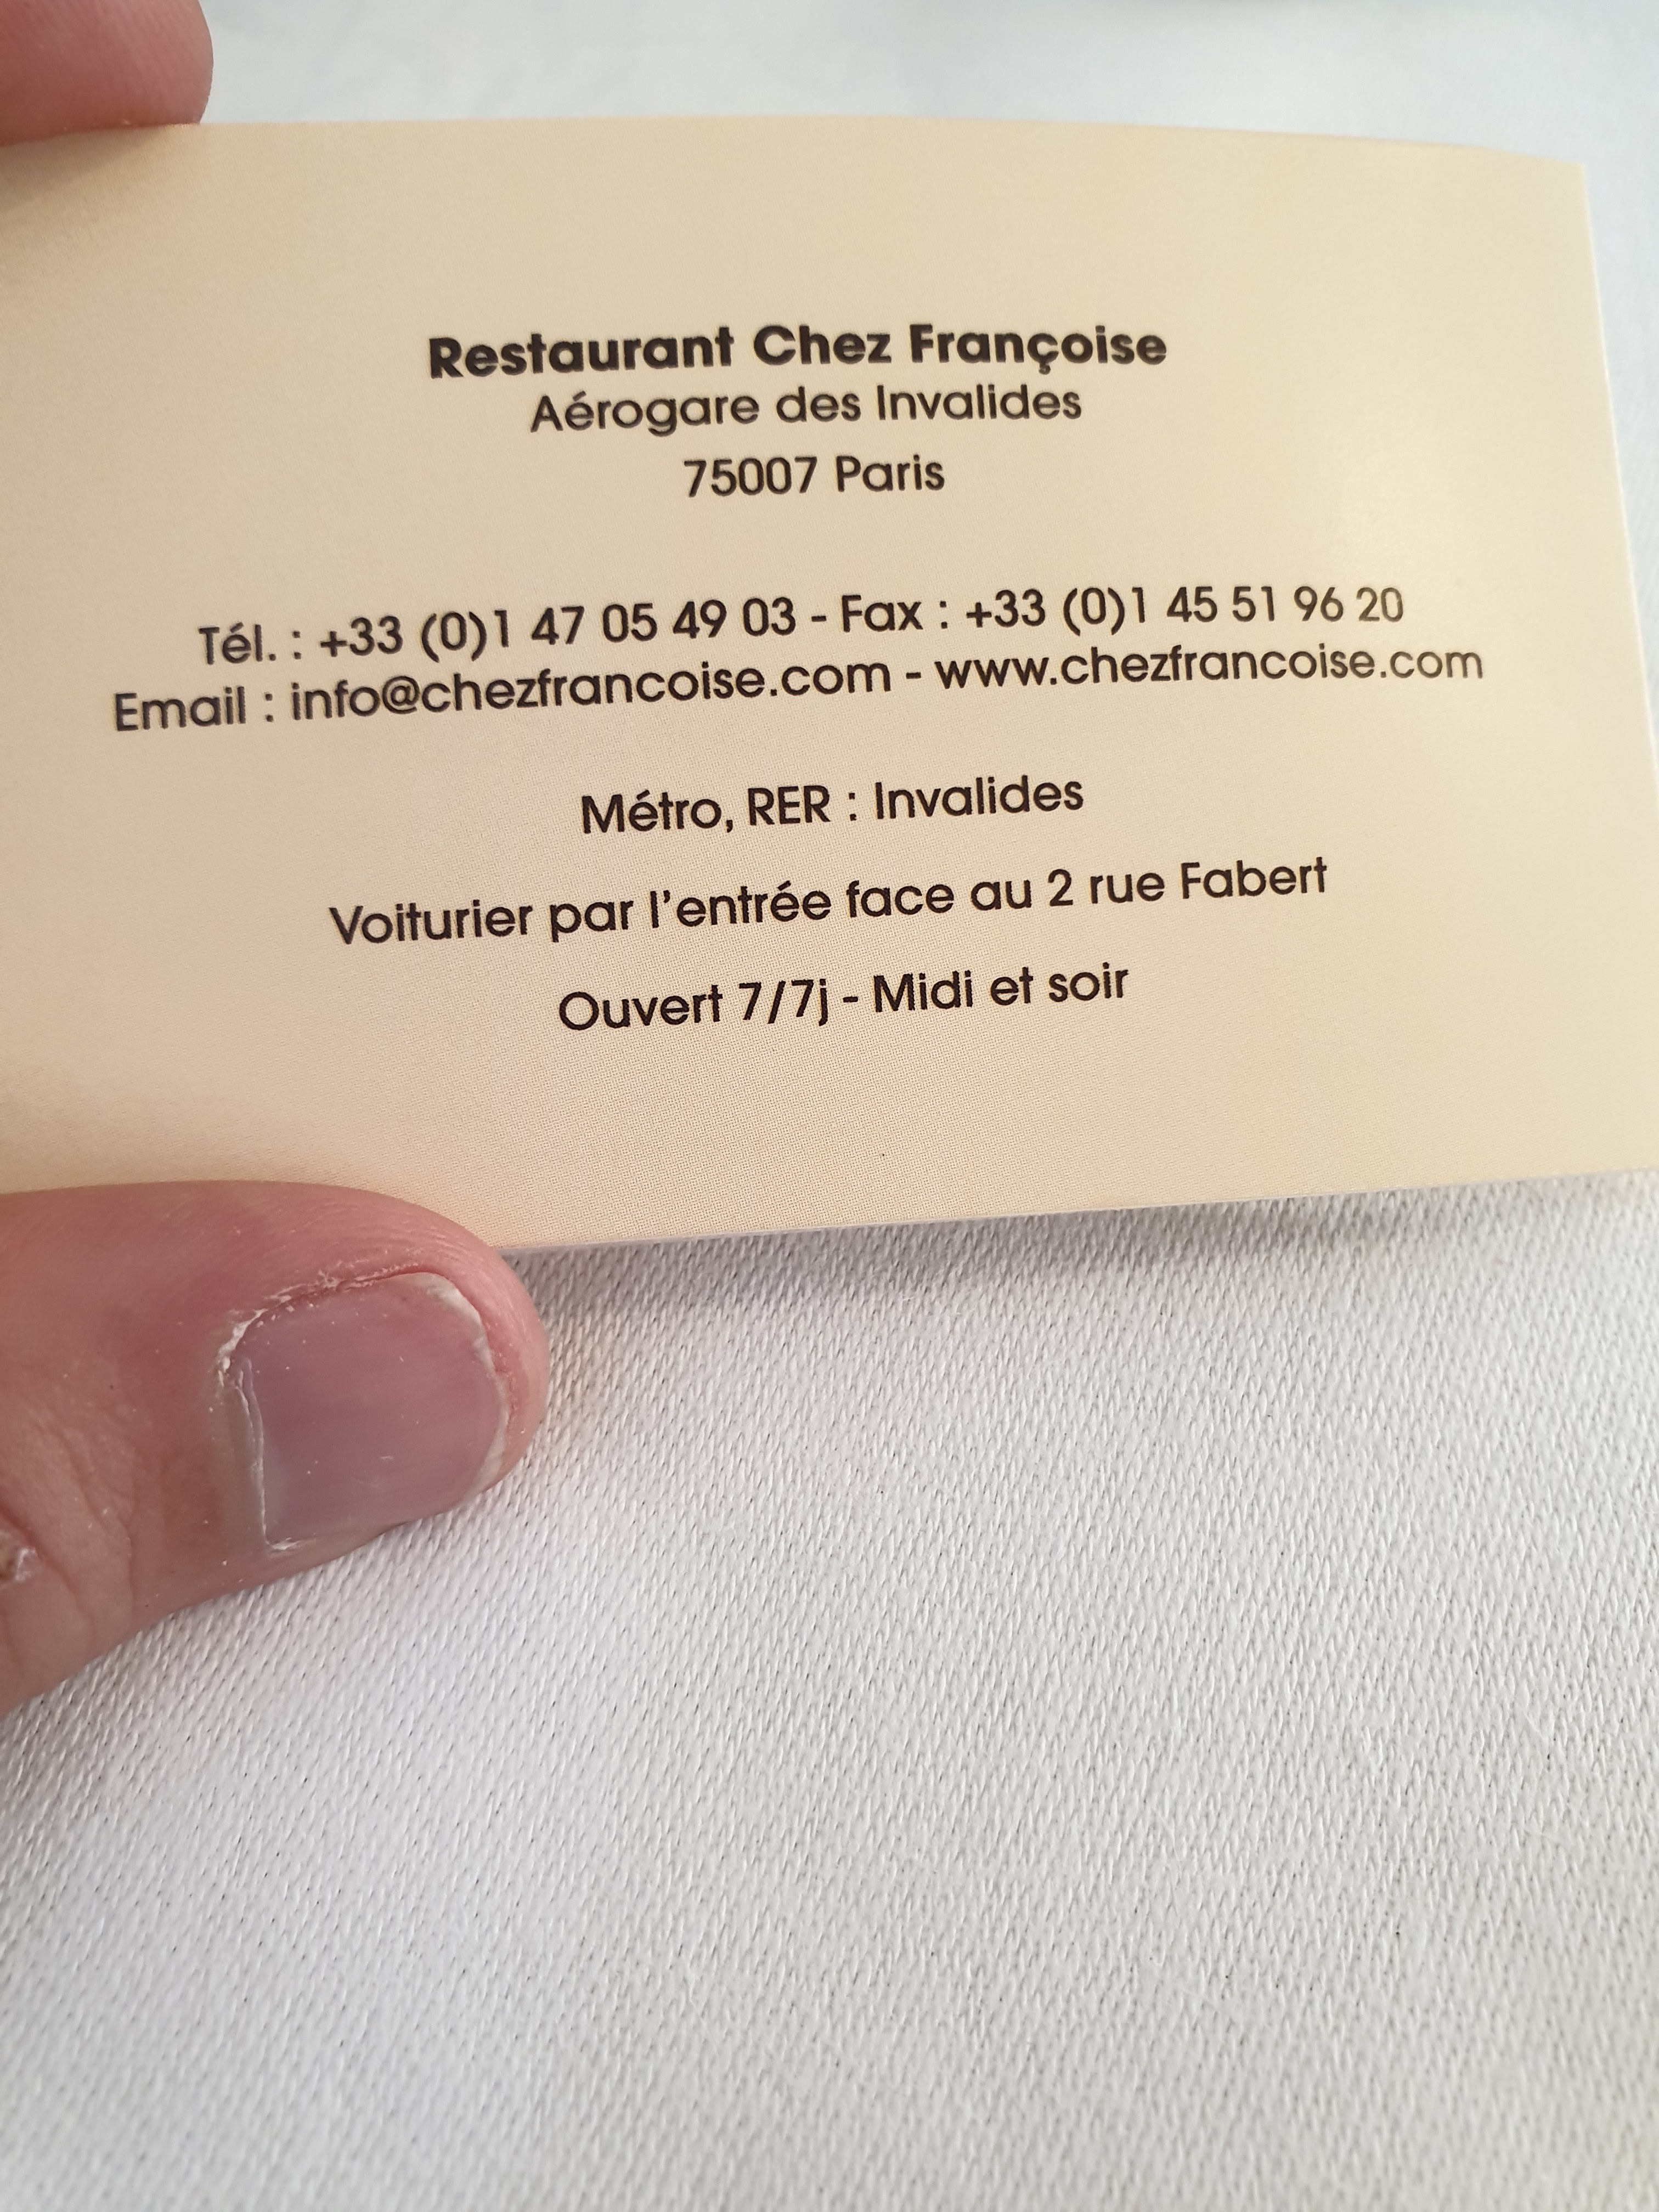 Restaurant Chez Françoise
Aérogare des Invalides
75007 Paris
Tél. : +33 (0)1 47 05 49 03 - Fax : +33 (0)1 45 51 96 20
Email : info@chezfrancoise.com - www.chezfrancoise.com
Métro, RER : Invalides
Voiturier par l'entrée face au 2 rue Fabert
Ouvert 7/7j - Midi et soir